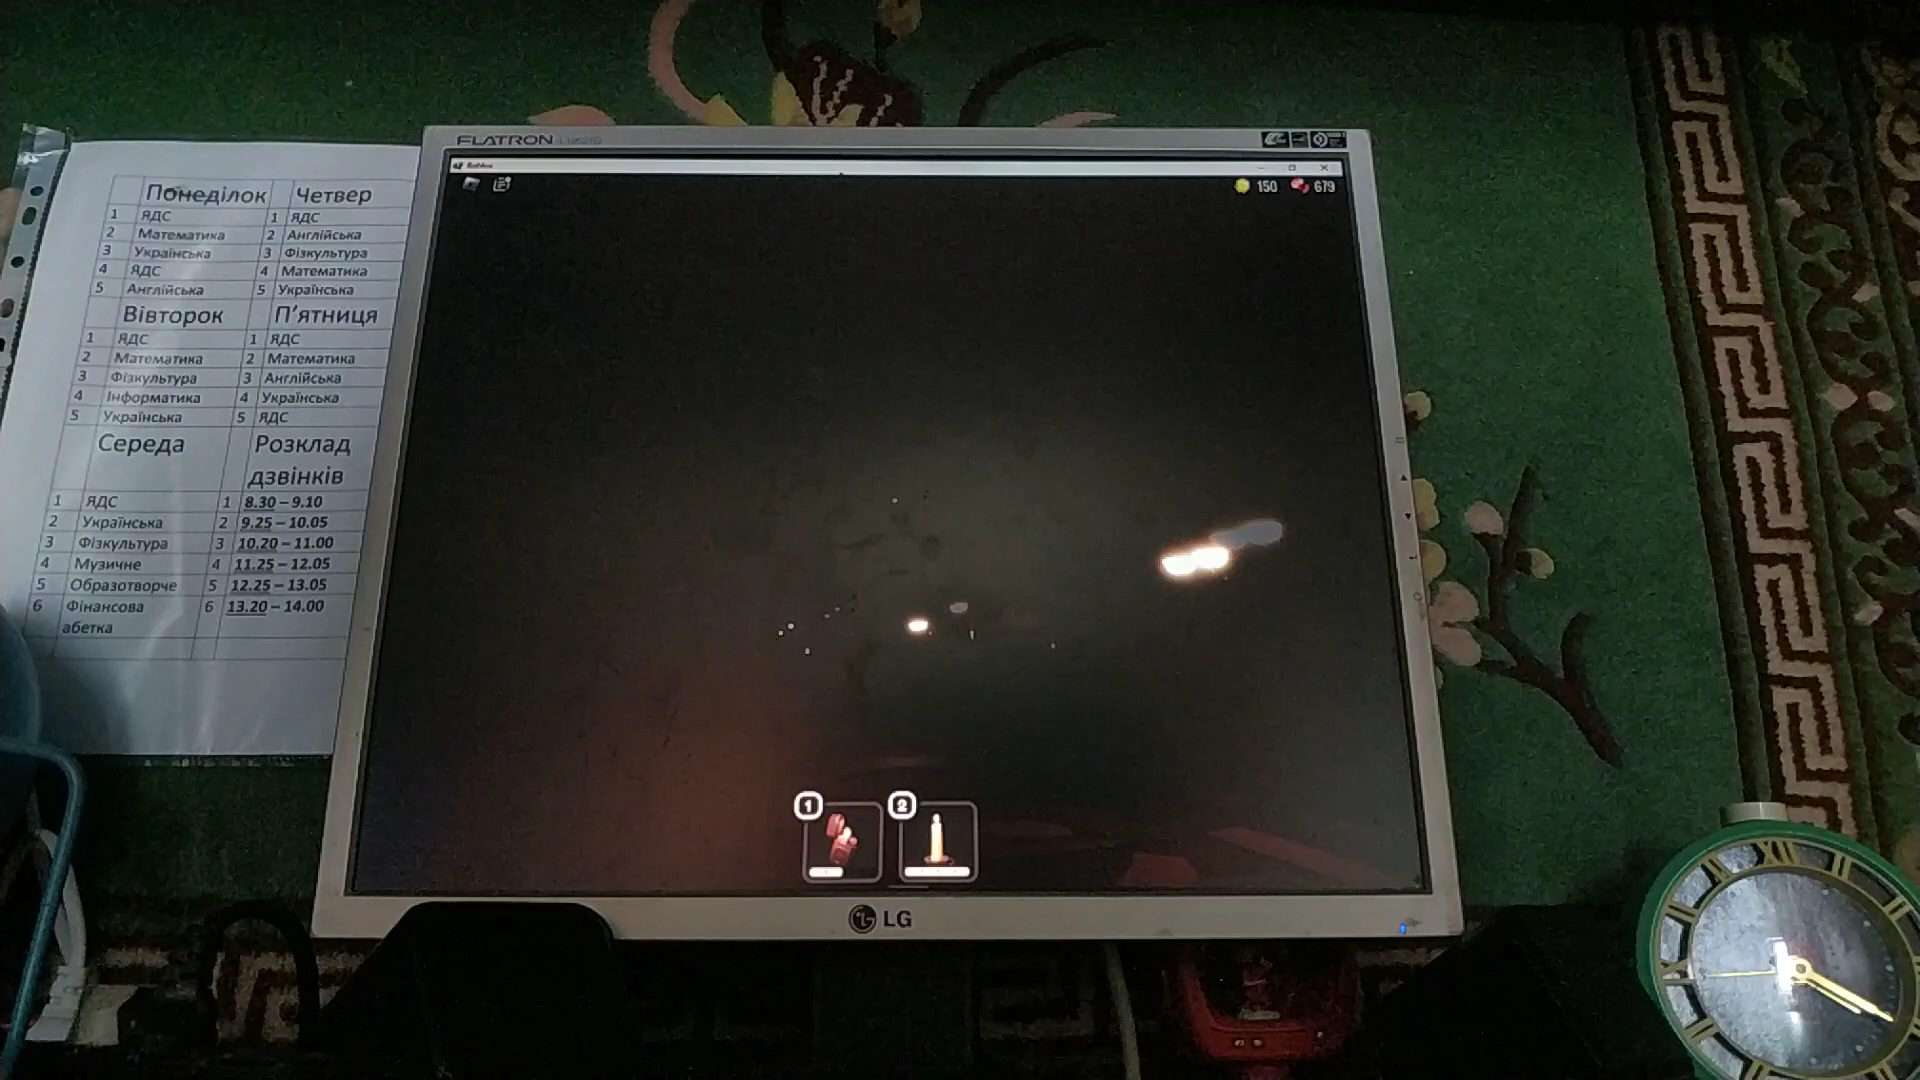 Понеділок Четвер
1 ЯДС 1 ЯДС
2 Математика 2 Англійська
3 Українська 3 Фізкультура
4 ЯДС 4 Математика
5 Англійська 5 Українська
Вівторок П’ятниця
1 ЯДС 1 ЯДС
2 Математика 2 Математика
3 Фізкультура 3 Англійська
4 Інформатика 4 Українська
5 Українська 5 ЯДС
Середа Розклад
дзвінків
1 ЯДС 1 8.30 – 9.10
2 Українська 2 9.25 – 10.05
3 Фізкультура 3 10.20 – 11.00
4 Музичне 4 11.25 – 12.05
5 Образотворче 5 12.25 – 13.05
6 Фінансова 6 13.20 – 14.00
абетка
FLATRON
Roblox
150 679
1 2
LG